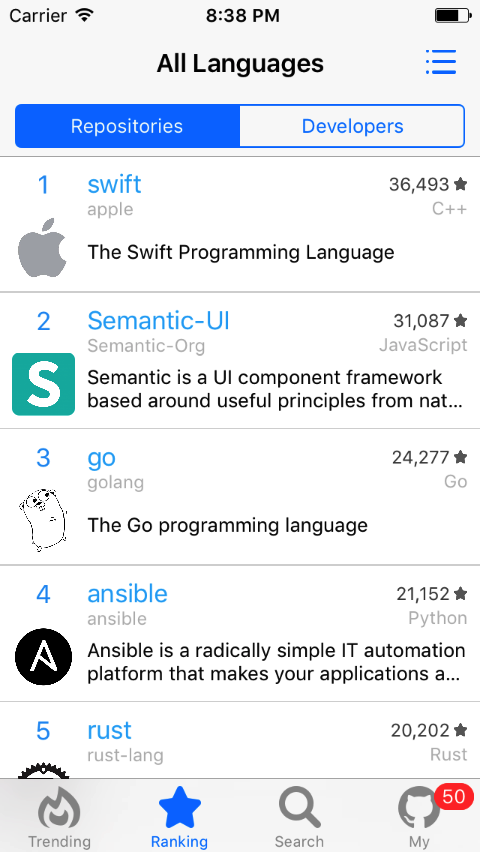 Carrier 8:38 PM
All Languages
Repositories Developers
1 swift 36,493
apple C++
The Swift Programming Language
2 Semantic-UI 31,087
Semantic-Org JavaScript
S
Semantic is a UI component framework
based around useful principles from nat...
3 go 24,277
golang Go
The Go programming language
4 ansible 21,152
ansible Python
A
Ansible is a radically simple IT automation
platform that makes your applications a...
5 rust 20,202
rust-lang Rust
50
Trending Ranking Search My